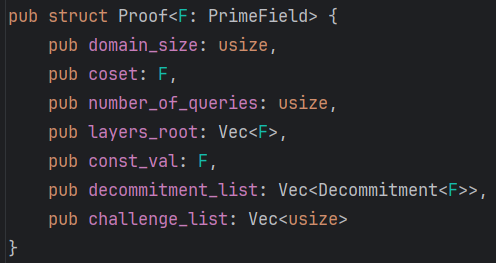 pub struct Proof<F: PrimeField> {
    pub domain_size: usize,
    pub coset: F,
    pub number_of_queries: usize,
    pub layers_root: Vec<F>,
    pub const_val: F,
    pub decommitment_list: Vec<Decommitment<F>>,
    pub challenge_list: Vec<usize>
}